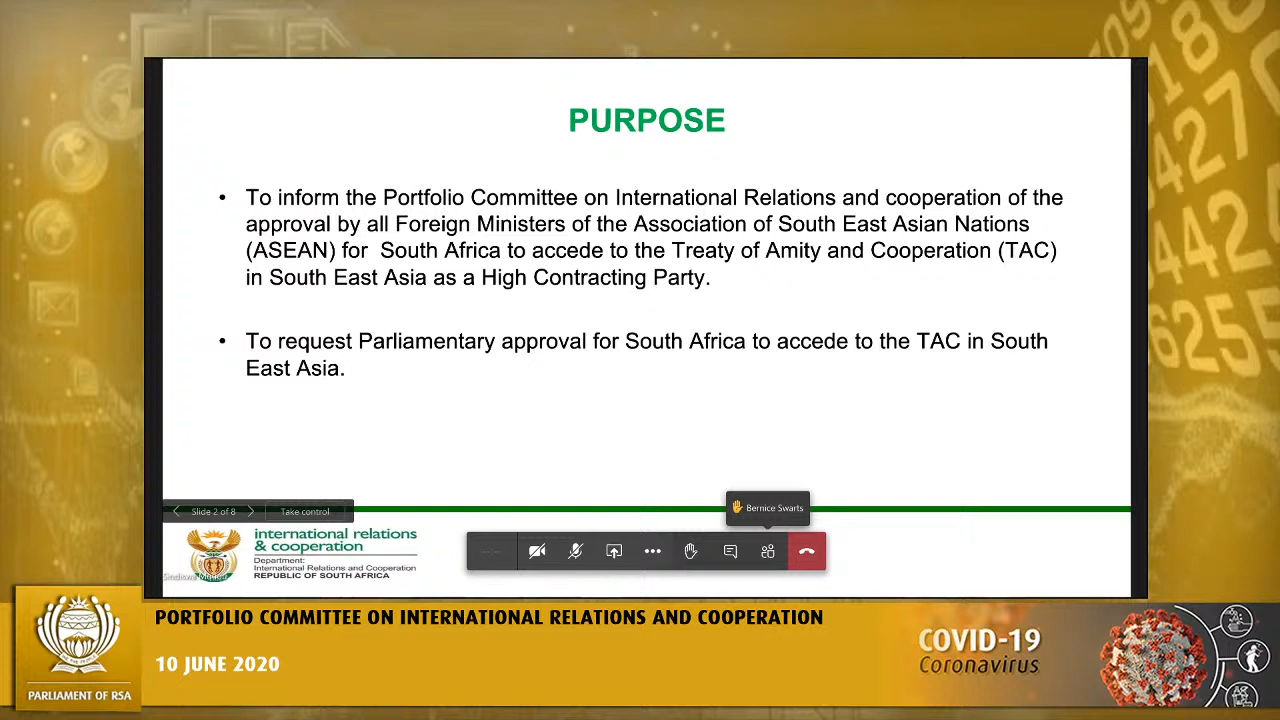 PURPOSE
• To inform the Portfolio Committee on International Relations and cooperation of the
approval by all Foreign Ministers of the Association of South East Asian Nations
(ASEAN) for South Africa to accede to the Treaty of Amity and Cooperation (TAC)
in South East Asia as a High Contracting Party.
• To request Parliamentary approval for South Africa to accede to the TAC in South
East Asia.
Slide 2 of 8
Take control
Bernice Swarts
international relations
& cooperation
Department:
International Relations and Cooperation
REPUBLIC OF SOUTH AFRICA
PORTFOLIO COMMITTEE ON INTERNATIONAL RELATIONS AND COOPERATION
10 JUNE 2020
PARLIAMENT OF RSA
COVID-19
Coronavirus